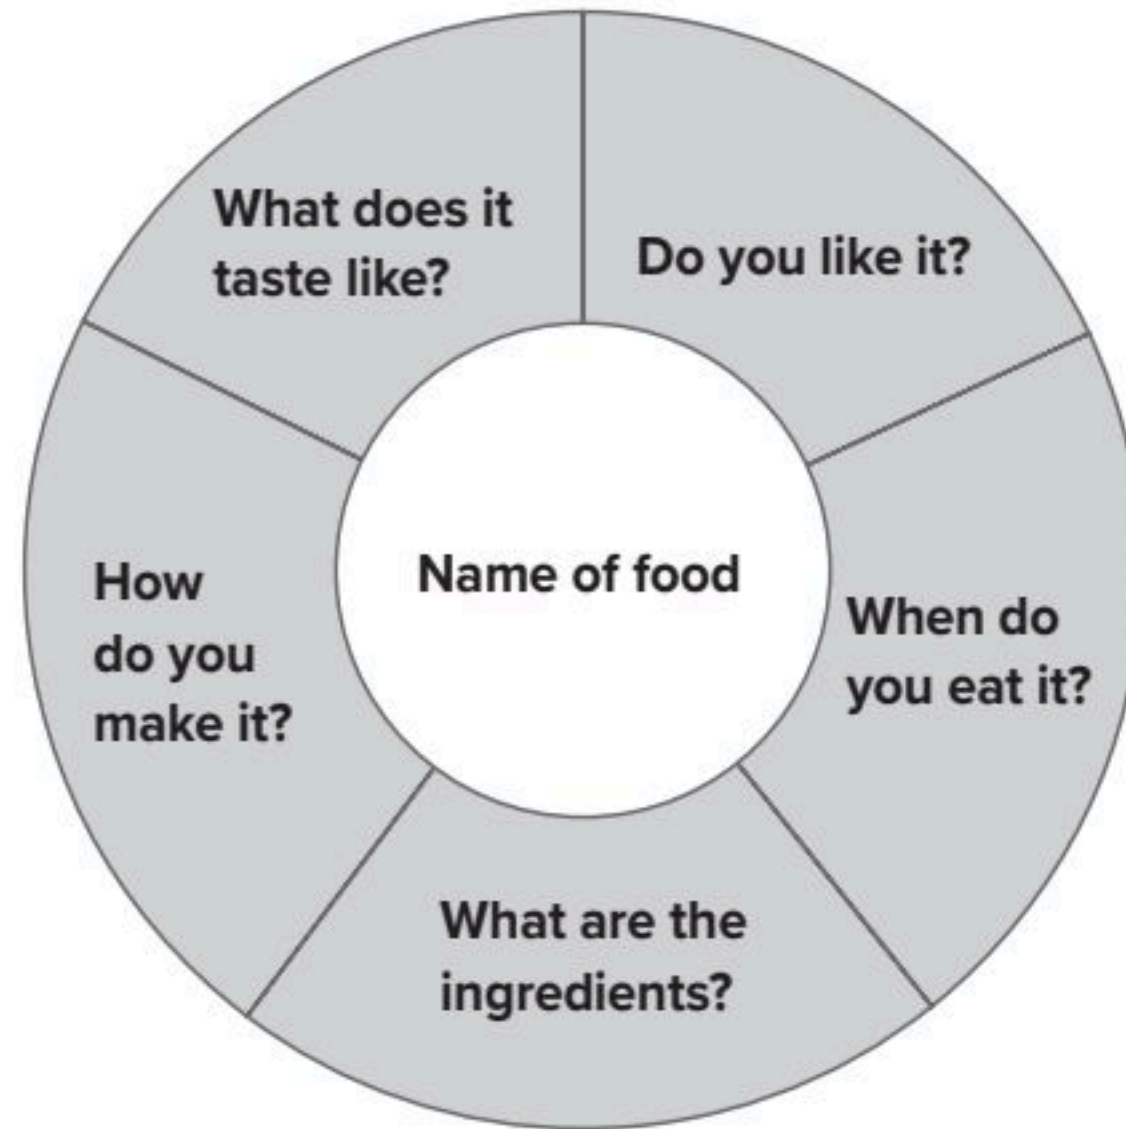 What does it
taste like?
Do you like it?
How
do you
make it?
Name of food
When do
you eat it?
What are the
ingredients?